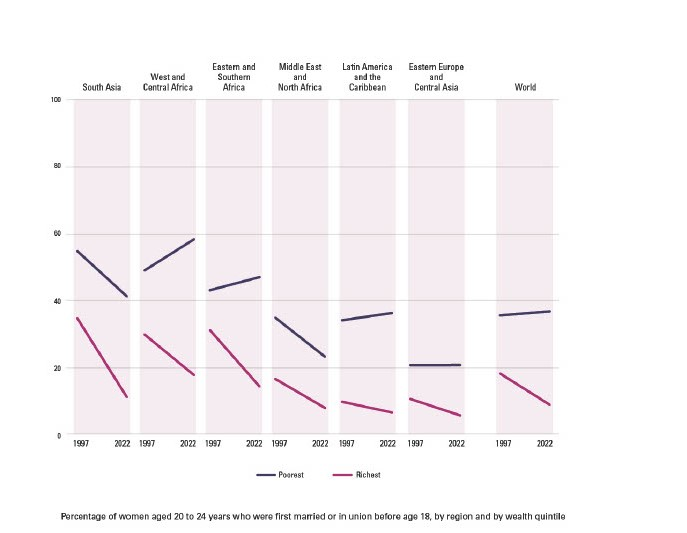 South Asia
West and
Central Africa
Eastern and
Southern
Africa
Middle East
and
North Africa
Latin America
and the
Caribbean
Eastern Europe
and
Central Asia
World
100
80
60
40
20
0
1997 2022 1997 2022 1997 2022 1997 2022 1997 2022 1997 2022 1997 2022
Poorest Richest
Percentage of women aged 20 to 24 years who were first married or in union before age 18, by region and by wealth quintile